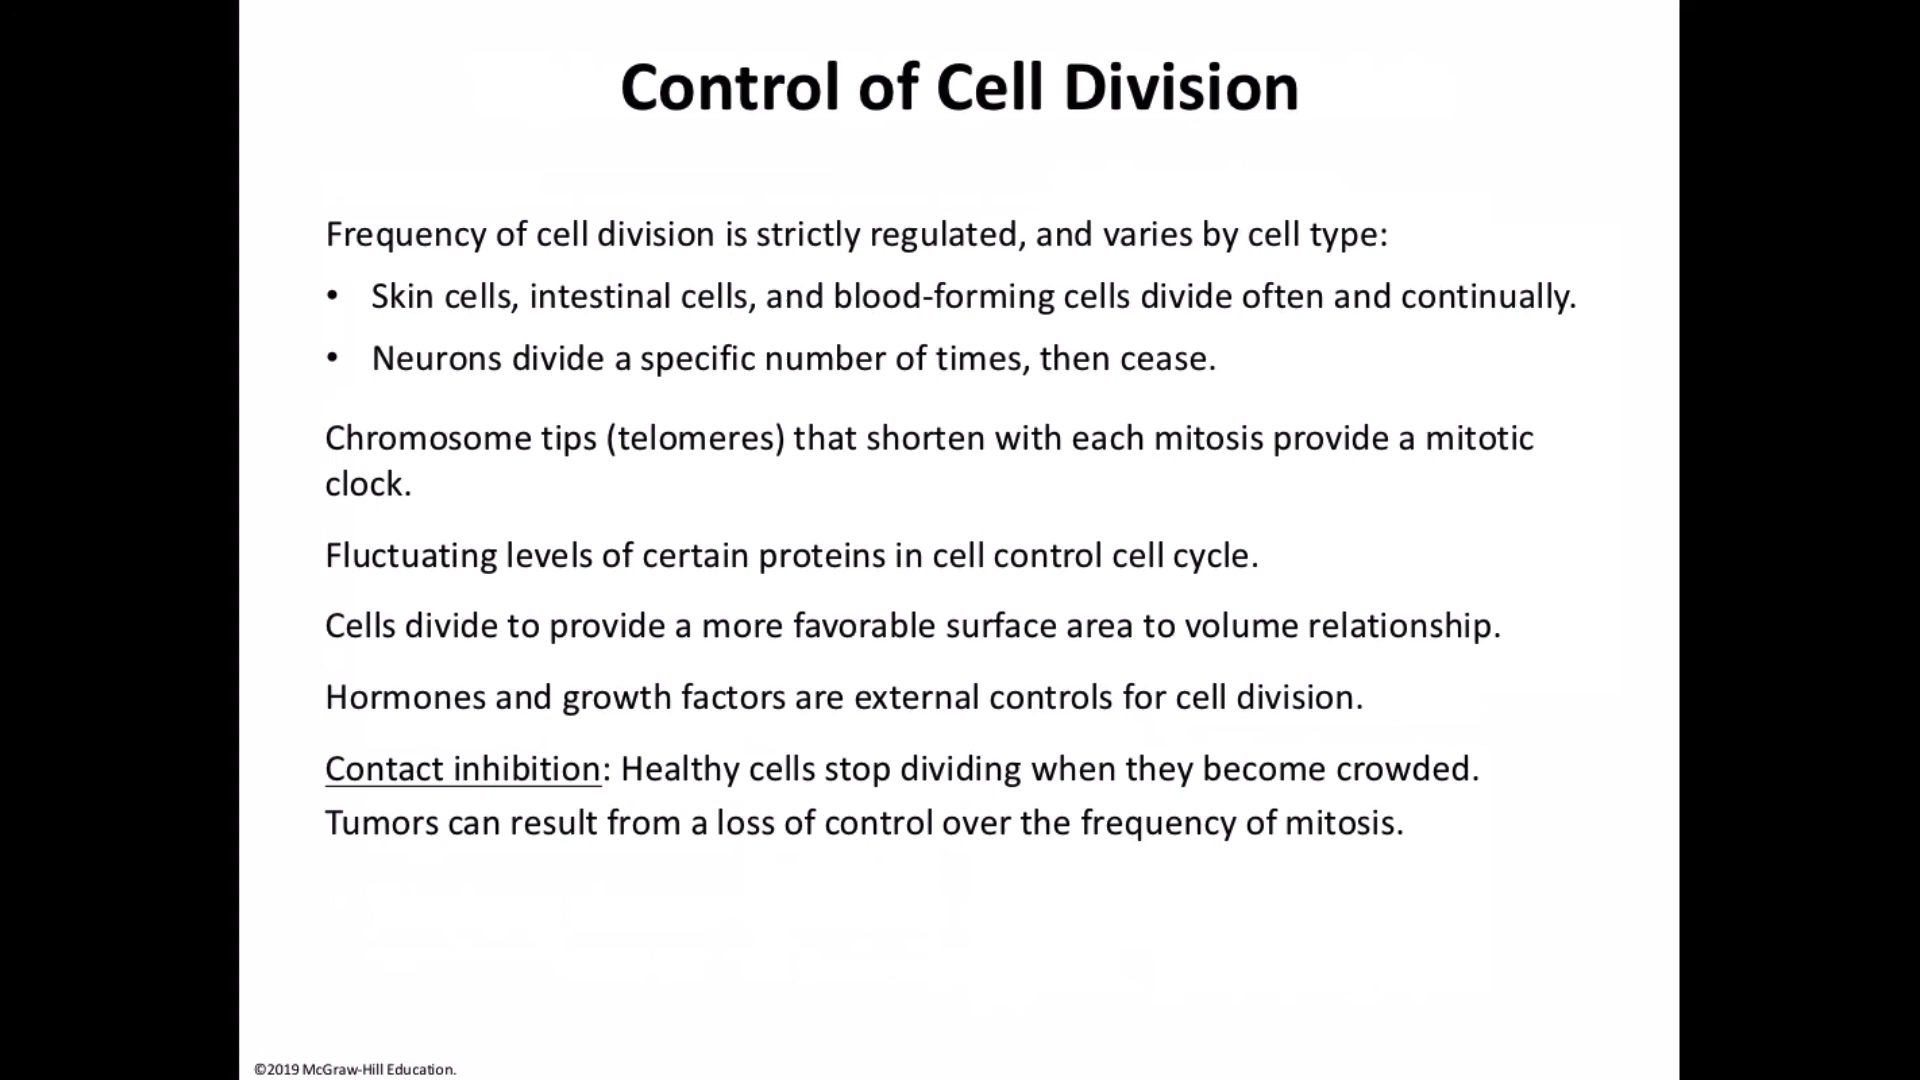 Control of Cell Division
Frequency of cell division is strictly regulated, and varies by cell type:
• Skin cells, intestinal cells, and blood-forming cells divide often and continually.
• Neurons divide a specific number of times, then cease.
Chromosome tips (telomeres) that shorten with each mitosis provide a mitotic
clock.
Fluctuating levels of certain proteins in cell control cell cycle.
Cells divide to provide a more favorable surface area to volume relationship.
Hormones and growth factors are external controls for cell division.
Contact inhibition: Healthy cells stop dividing when they become crowded.
Tumors can result from a loss of control over the frequency of mitosis.
©2019 McGraw-Hill Education.